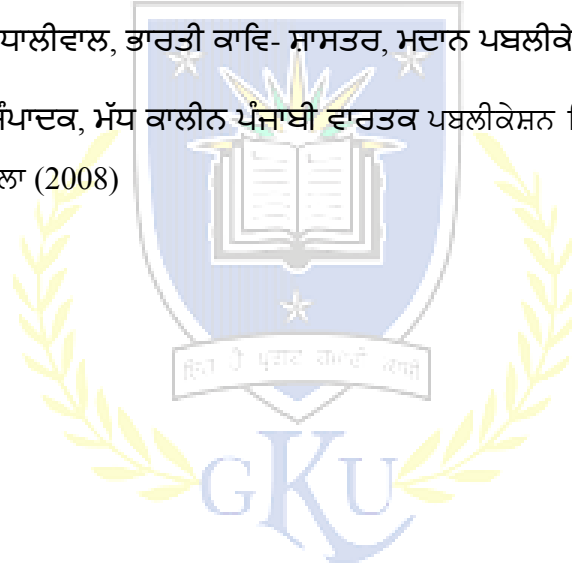 ਧਾਲੀਵਾਲ, ਭਾਰਤੀ ਕਾਵਿ- ਸ਼ਾਸਤਰ, ਮਦਾਨ ਪਬਲੀਕੇ
ਸੰਪਾਦਕ, ਮੱਧ ਕਾਲੀਨ ਪੰਜਾਬੀ ਵਾਰਤਕ ਪਬਲੀਕੇਸ਼ਨ
ਲਾ (2008)
GKU